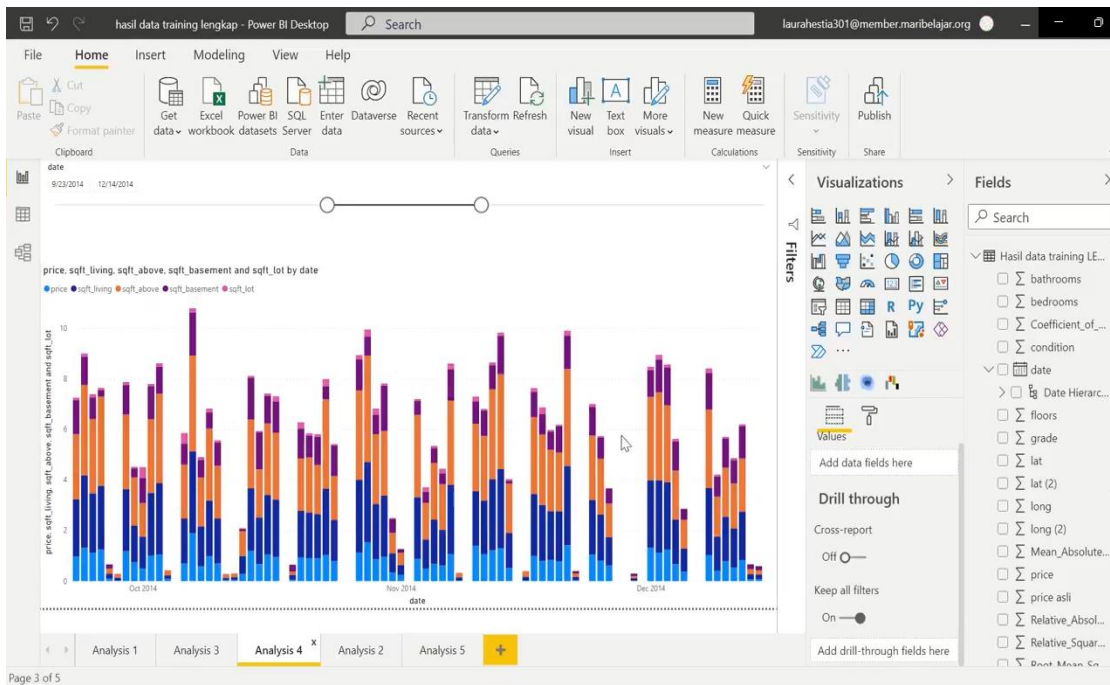 hasil data training lengkap - Power BI Desktop
Search
laurahestia301@member.maribelajar.org
File Home Insert Modeling View Help
Paste
Cut
Copy
Format painter
Clipboard
Get data
Excel workbook
Power BI datasets
SQL Server
Enter data
Dataverse
Recent sources
Data
Transform data
Refresh
Queries
New visual
Text box
More visuals
Insert
New measure
Quick measure
Calculations
Sensitivity
Sensitivity
Publish
Share
date
9/23/2014 12/14/2014
price, sqft_living, sqft_above, sqft_basement and sqft_lot by date
price sqft_living sqft_above sqft_basement sqft_lot
price, sqft_living, sqft_above, sqft_basement and sqft_lot
10
8
6
4
2
0
Oct 2014 Nov 2014 Dec 2014
date
Filters
Visualizations
R Py
Values
Add data fields here
Drill through
Cross-report
Off
Keep all filters
On
Add drill-through fields here
Fields
Search
Hasil data training LE...
bathrooms
bedrooms
Coefficient_of_...
condition
date
Date Hierarc...
floors
grade
lat
lat (2)
long
long (2)
Mean_Absolute...
price
price asli
Relative_Absol...
Relative_Squar...
Root_Mean_Sq...
Analysis 1 Analysis 3 Analysis 4 x Analysis 2 Analysis 5 +
Page 3 of 5